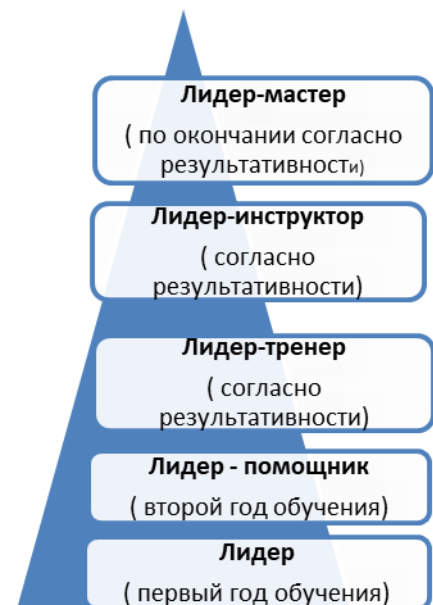 Лидер-мастер
( по окончании согласно
результативности)
Лидер-инструктор
( согласно
результативности)
Лидер-тренер
( согласно
результативности)
Лидер - помощник
( второй год обучения)
Лидер
( первый год обучения)